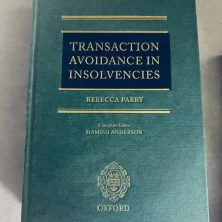 TRANSACTION
AVOIDANCE IN
INSOLVENCIES
REBECCA PARRY
Consultant Editor
HAMISH ANDERSON
OXFORD